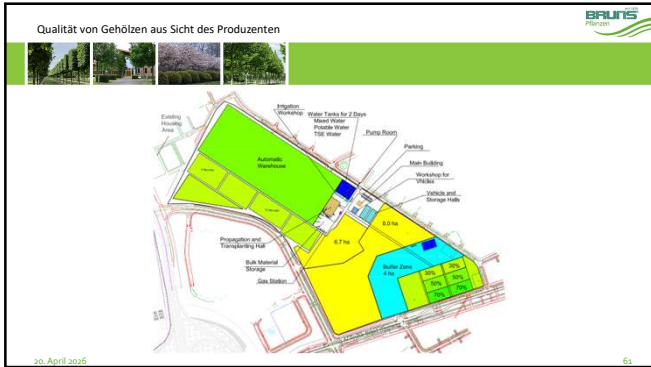 Qualität von Gehölzen aus Sicht des Produzenten
BRUNS
Pflanzen
Existing
Housing
Area
Irrigation
Workshop
Water Tanks for 2 Days
Mixed Water
Potable Water
TSE Water
Pump Room
Parking
Main Building
Workshop for
Vehicle and
Storage Halls
Automatic
Warehouse
6.0 ha
6.7 ha
Propagation and
Transplanting Hall
Bulk Material
Storage
Gas Station
Buffer Zone
4 ha
30%
30%
50%
50%
70%
70%
20. April 2026
61